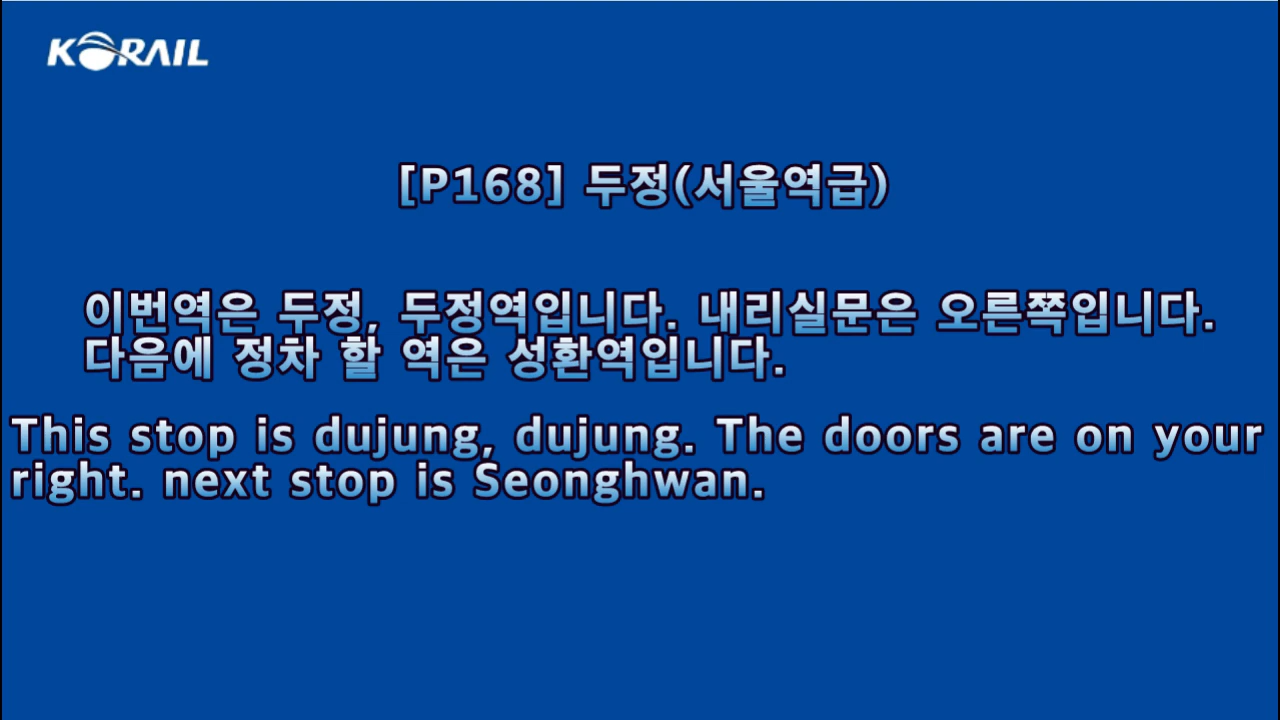 KORAIL
[P168] 두정(서울역급)
이번역은 두정, 두정역입니다. 내리실문은 오른쪽입니다.
다음에 정차 할 역은 성환역입니다.
This stop is dujung, dujung. The doors are on your
right. next stop is Seonghwan.